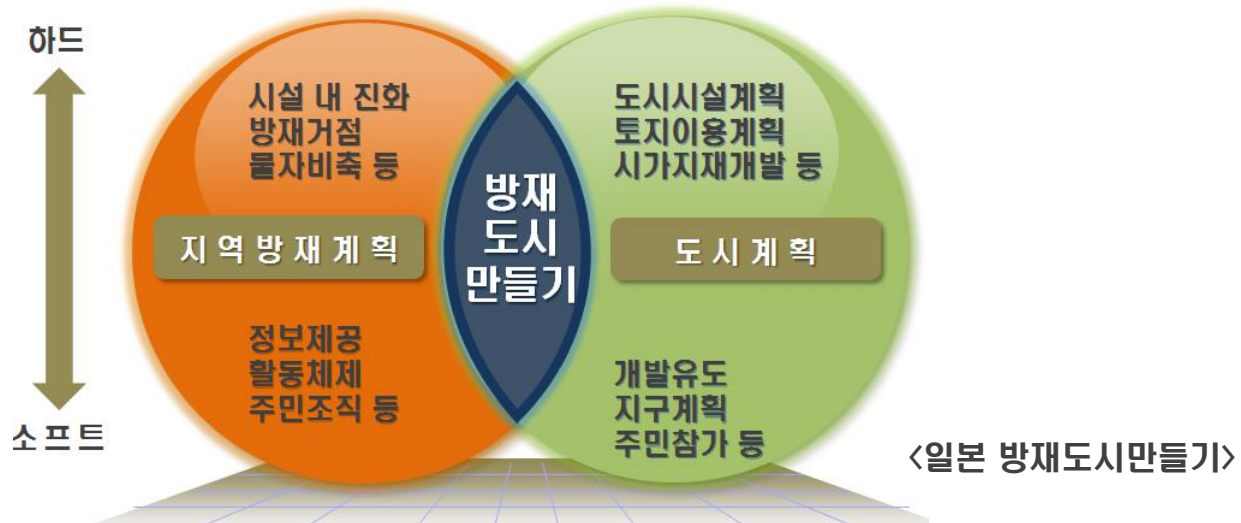 하드
시설 내 진화
방재거점
물자비축 등
지역방재계획
정보제공
활동체제
주민조직 등
소프트
방재
도시
만들기
도시시설계획
토지이용계획
시가지재개발 등
도시계획
개발유도
지구계획
주민참가 등
<일본 방재도시만들기>